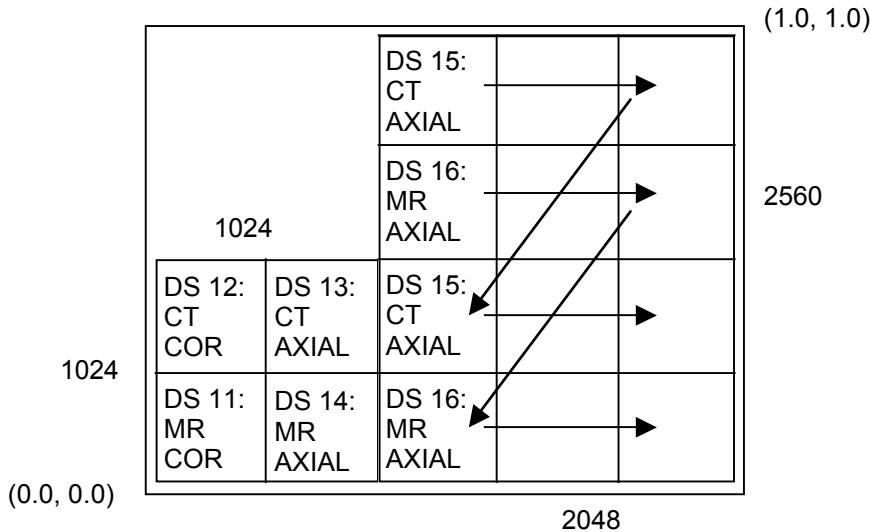 (1.0, 1.0)
DS 15:
CT
AXIAL
DS 16:
MR
AXIAL
2560
1024
DS 12:
CT
COR
DS 13:
CT
AXIAL
DS 15:
CT
AXIAL
1024
DS 11:
MR
COR
DS 14:
MR
AXIAL
DS 16:
MR
AXIAL
(0.0, 0.0)
2048